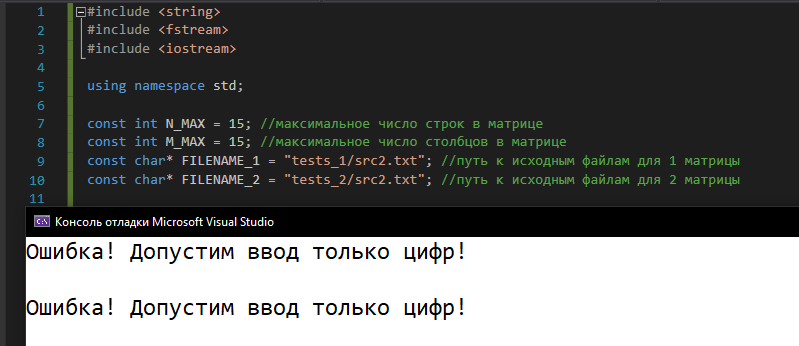 1 #include <string>
2 #include <fstream>
3 #include <iostream>
4
5 using namespace std;
6
7 const int N_MAX = 15; //максимальное число строк в матрице
8 const int M_MAX = 15; //максимальное число столбцов в матрице
9 const char* FILENAME_1 = "tests_1/src2.txt"; //путь к исходным файлам для 1 матрицы
10 const char* FILENAME_2 = "tests_2/src2.txt"; //путь к исходным файлам для 2 матрицы
11
C:\ Консоль отладки Microsoft Visual Studio
Ошибка! Допустим ввод только цифр!
Ошибка! Допустим ввод только цифр!